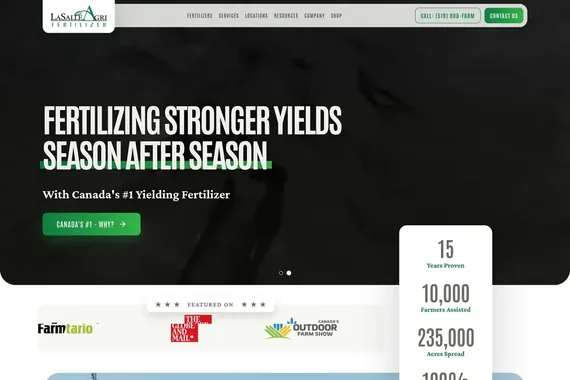 LASALLE AGRI
FERTILIZER
FERTILIZERS SERVICES LOCATIONS RESOURCES COMPANY SHOP
CALL: (519) 800-FARM
CONTACT US
FERTILIZING STRONGER YIELDS
SEASON AFTER SEASON
With Canada's #1 Yielding Fertilizer
CANADA'S #1 - WHY?
15
Years Proven
10,000
Farmers Assisted
235,000
Acres Spread
FEATURED ON
Farmtario
THE
GLOBE
AND
MAIL*
CANADA'S
OUTDOOR
FARM SHOW